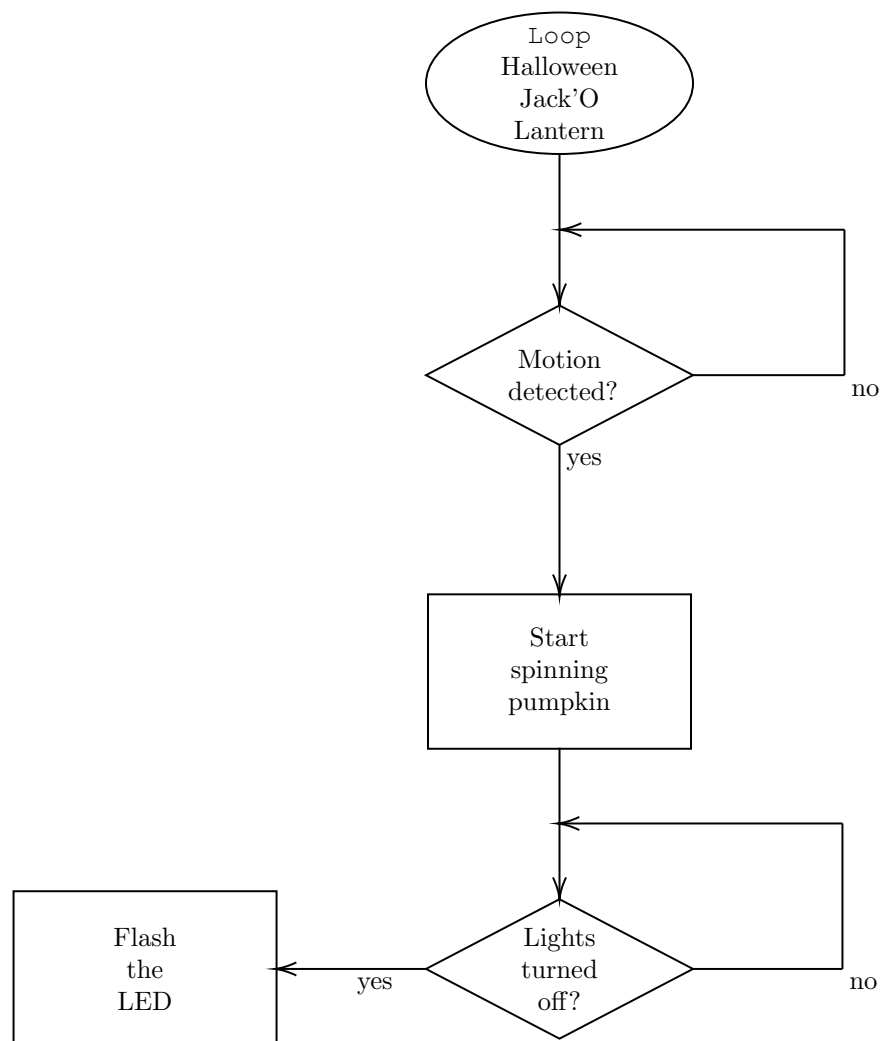 Loop
Halloween
Jack'O
Lantern
Motion
detected?
no
yes
Start
spinning
pumpkin
Lights
turned
off?
no
yes
Flash
the
LED